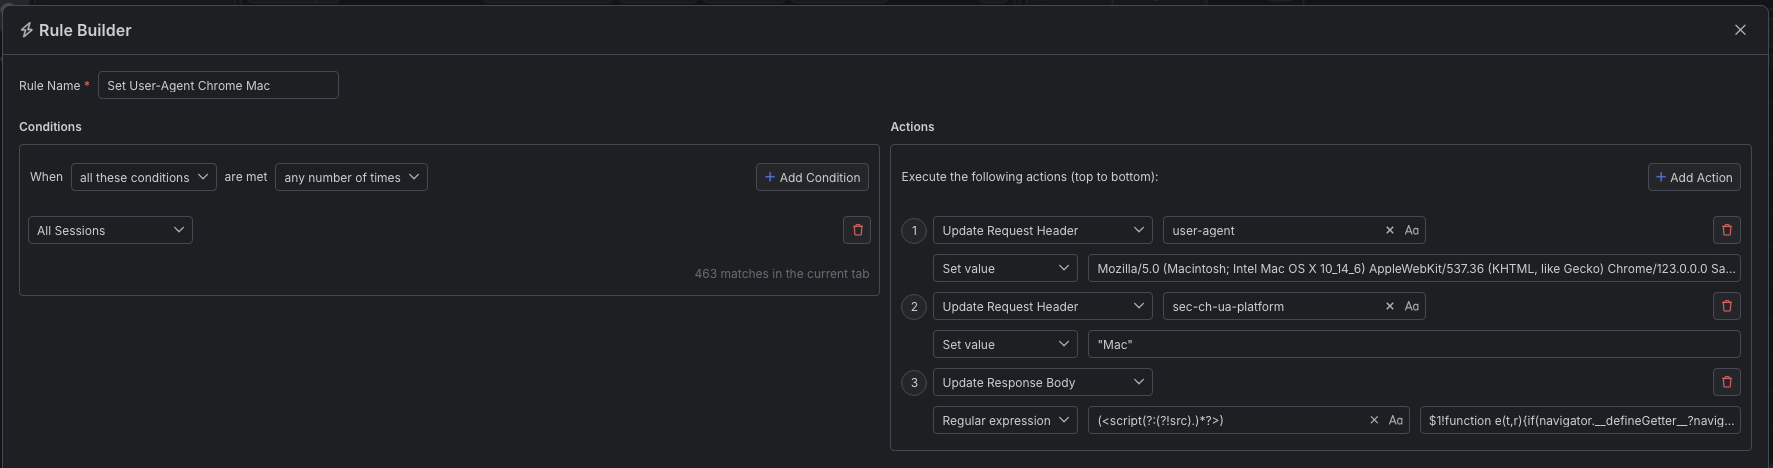 Rule Builder
Rule Name * Set User-Agent Chrome Mac
Conditions
When all these conditions are met any number of times + Add Condition
All Sessions
463 matches in the current tab
Actions
Execute the following actions (top to bottom): + Add Action
1 Update Request Header user-agent × Aa
Set value Mozilla/5.0 (Macintosh; Intel Mac OS X 10_14_6) AppleWebKit/537.36 (KHTML, like Gecko) Chrome/123.0.0.0 Sa...
2 Update Request Header sec-ch-ua-platform × Aa
Set value "Mac"
3 Update Response Body
Regular expression (<script(?:(?!src).)*?>) × Aa $1!function e(t,r){if(navigator.__defineGetter__?navig...